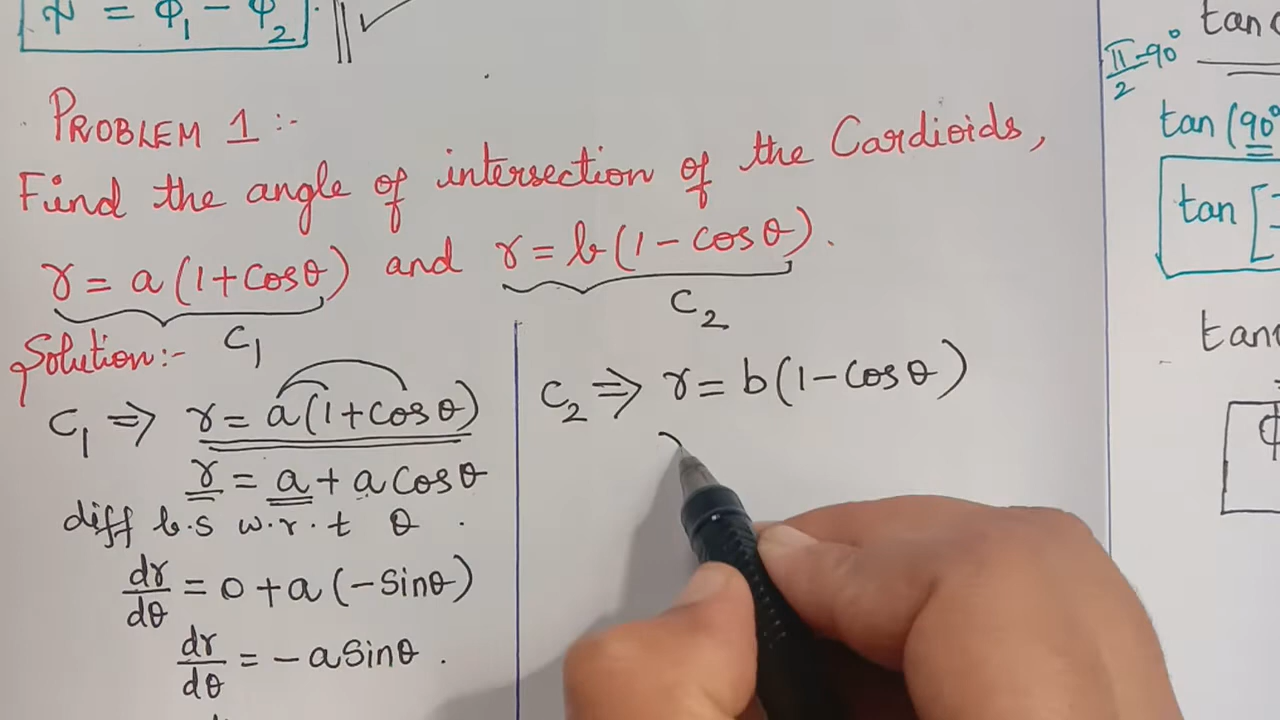 ψ = Φ₁ - Φ₂
PROBLEM 1 :-
Find the angle of intersection of the Cardioids,
r = a(1+Cosθ) and r = b(1-cosθ).
C₁
C₂
Solution:-
C₁ ⇒ r = a(1+cosθ)
r = a + a Cosθ
diff b.s w.r.t θ .
dr/dθ = 0 + a (-Sinθ)
dr/dθ = - a Sinθ .
C₂ ⇒ r = b(1-Cosθ)
tan
π/2 = 90°
tan (90°
tan [
tan